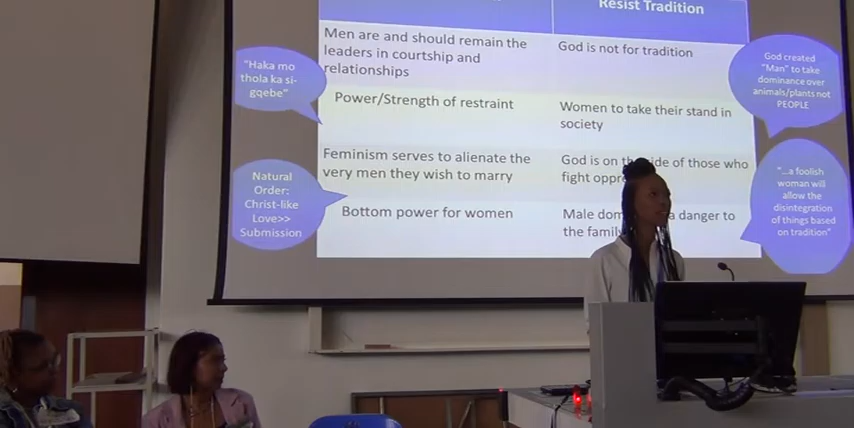 Resist Tradition
Men are and should remain the
leaders in courtship and
relationships
God is not for tradition
Power/Strength of restraint
Women to take their stand in
society
Feminism serves to alienate the
very men they wish to marry
God is on the side of those who
fight
Bottom power for women
Male a danger to
the family
"Haka mo
thola ka si-
gqebe"
Natural
Order:
Christ-like
Love>>
Submission
God created
"Man" to take
dominance over
animals/plants not
PEOPLE
"...a foolish
woman will
allow the
disintegration
of things based
on tradition"